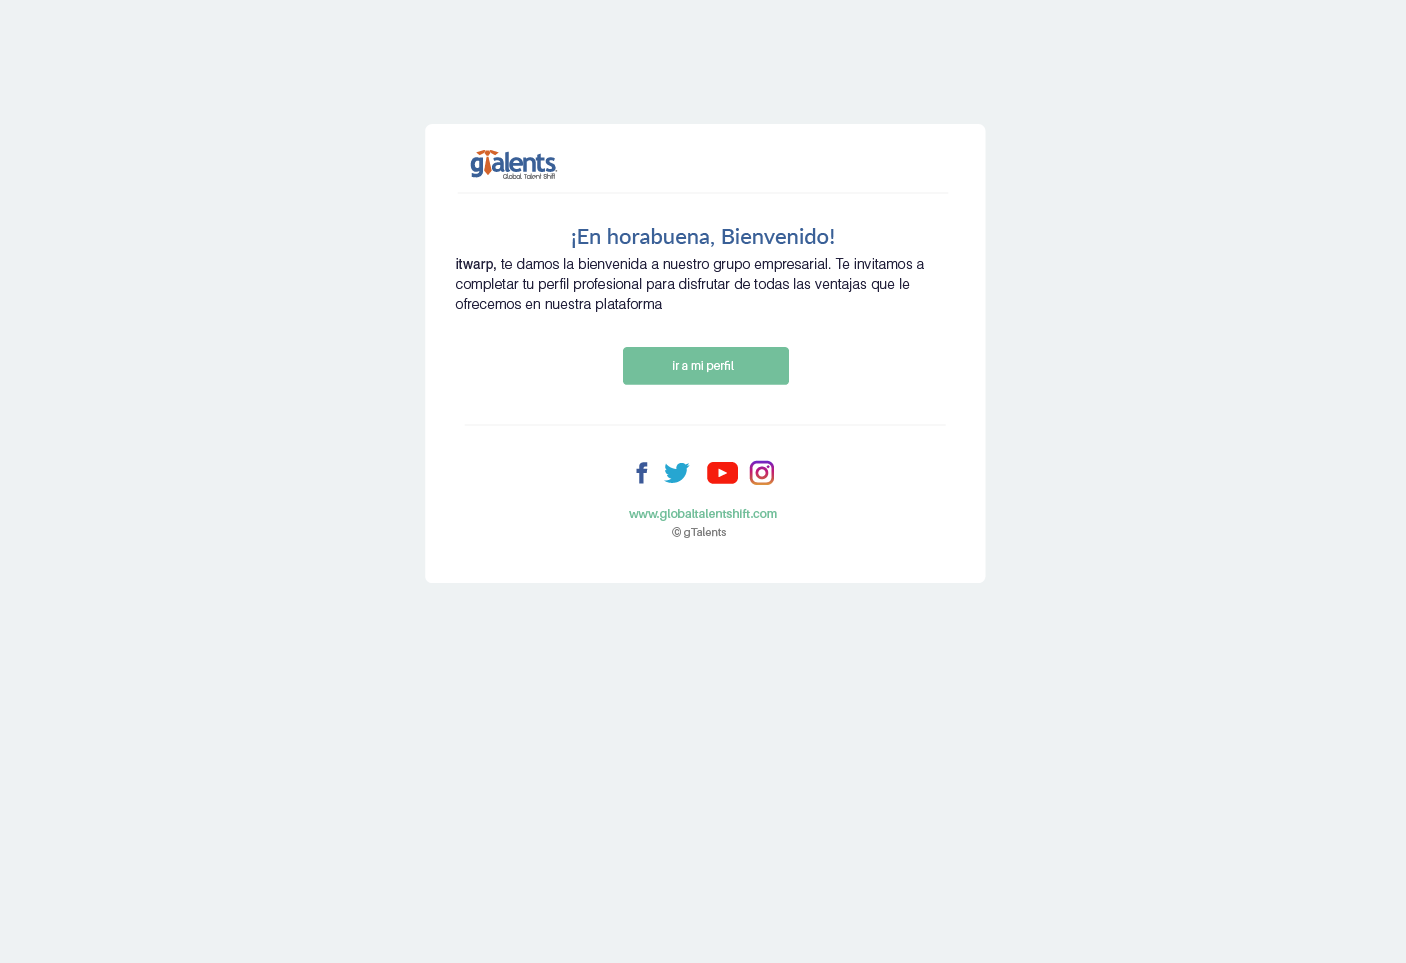 gTalents.
Global Talent Shift
¡En horabuena, Bienvenido!
itwarp, te damos la bienvenida a nuestro grupo empresarial. Te invitamos a
completar tu perfil profesional para disfrutar de todas las ventajas que le
ofrecemos en nuestra plataforma
ir a mi perfil
www.globaltalentshift.com
© gTalents